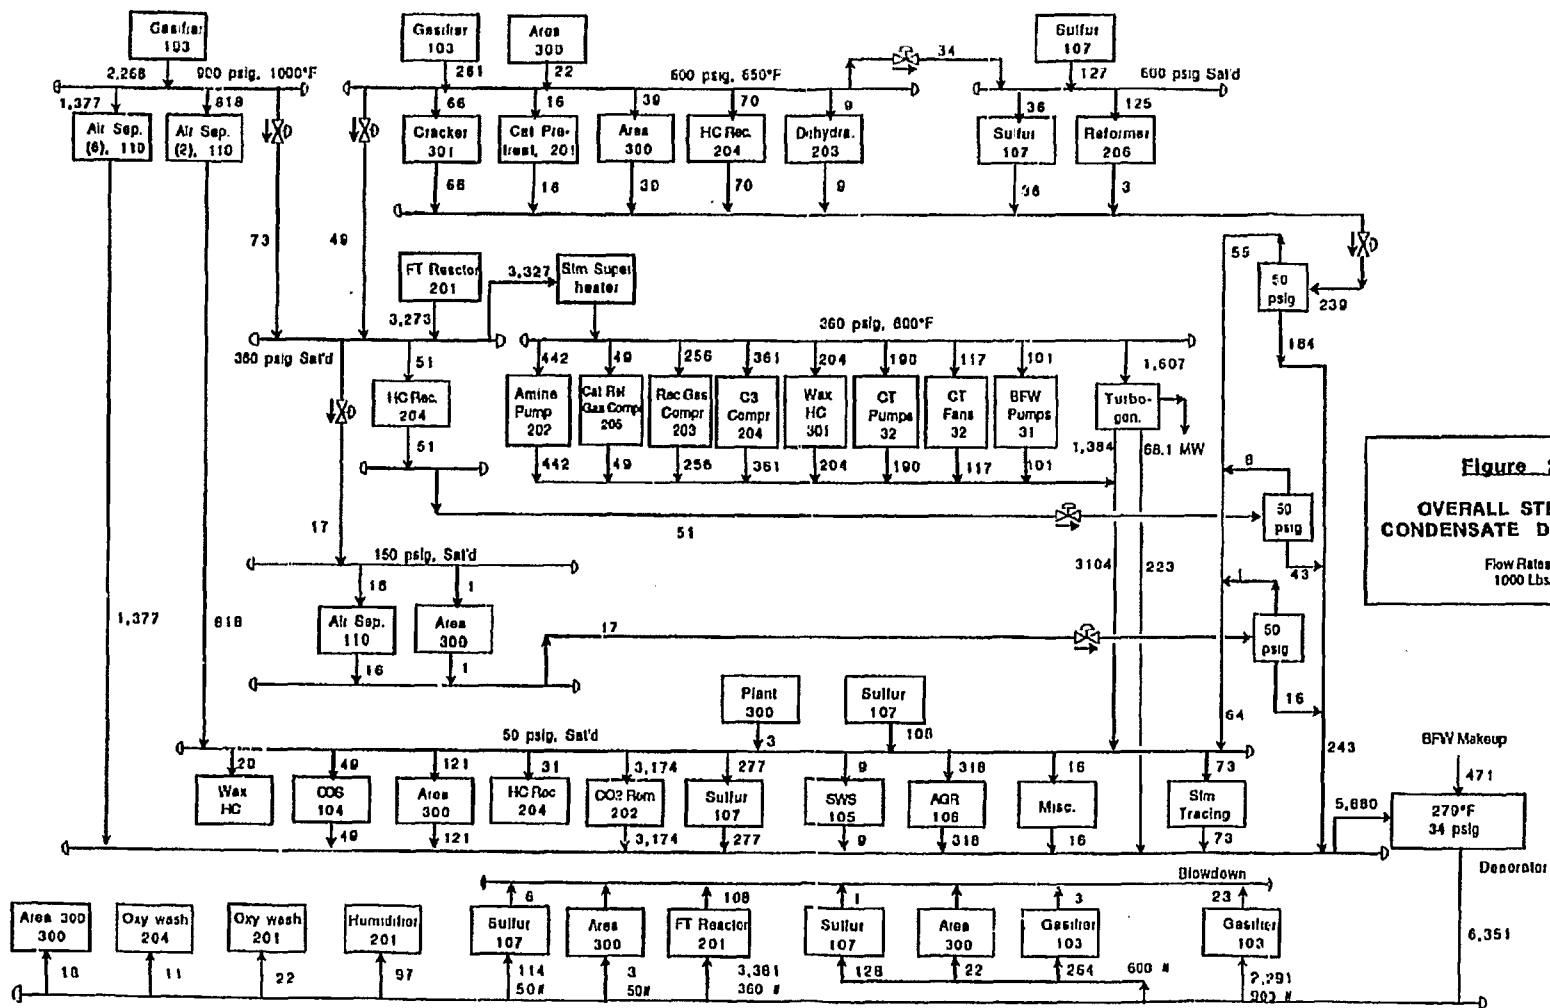 Gasifier
103
2,268
900 psig, 1000°F
1,377
818
Air Sep.
(6), 110
Air Sep.
(2), 110
73
Gasifier
103
261
Area
300
22
600 psig, 650°F
34
66
16
39
70
9
Cracker
301
Cat Pre-
treat, 201
Area
300
HC Rec.
204
Dihydra.
203
66
16
39
70
9
49
Sulfur
107
127
600 psig Sat'd
36
125
Sulfur
107
Reformer
206
36
3
55
50
psig
239
184
FT Reactor
201
3,273
3,327
Stm Super
heater
360 psig Sat'd
51
HC Rec.
204
51
17
360 psig, 600°F
442
49
256
361
204
190
117
101
1,607
Amine
Pump
202
Cat Ref
Gas Comp
205
Rec Gas
Compr
203
C3
Compr
204
Wax
HC
301
CT
Pumps
32
CT
Fans
32
BFW
Pumps
31
Turbo-
gen.
442
49
256
361
204
190
117
101
1,384
68.1 MW
51
8
50
psig
43
Figure 2
OVERALL STE
CONDENSATE D
Flow Rates
1000 Lbs
150 psig, Sat'd
16
1
Air Sep.
110
Area
300
16
1
17
3104
223
1
50
psig
16
1,377
818
Plant
300
3
Sulfur
107
108
50 psig, Sat'd
64
243
20
49
121
31
3,174
277
9
318
16
73
Wax
HC
COS
104
Area
300
HC Rec
204
CO2 Rem
202
Sulfur
107
SWS
105
AGR
106
Misc.
Stm
Tracing
49
121
3,174
277
9
318
16
73
BFW Makeup
471
5,880
270°F
34 psig
Deaerator
6,351
Blowdown
6
108
1
3
23
Area 300
300
Oxy wash
204
Oxy wash
201
Humidifier
201
Sulfur
107
Area
300
FT Reactor
201
Sulfur
107
Area
300
Gasifier
103
Gasifier
103
18
11
22
97
114
50#
3
50#
3,381
360 #
128
22
264
600 #
2,291
900 #